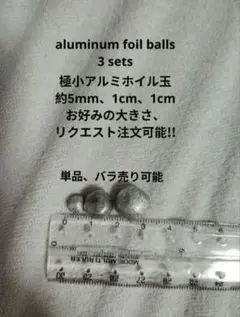 aluminum foil balls
3 sets
極小アルミホイル玉
約5mm、1cm、1cm
お好みの大きさ、
リクエスト注文可能!!
単品、バラ売り可能